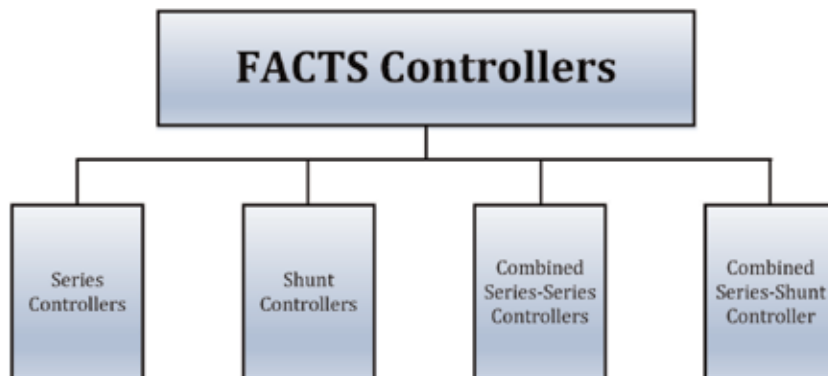 FACTS Controllers
Series
Controllers
Shunt
Controllers
Combined
Series-Series
Controllers
Combined
Series-Shunt
Controller